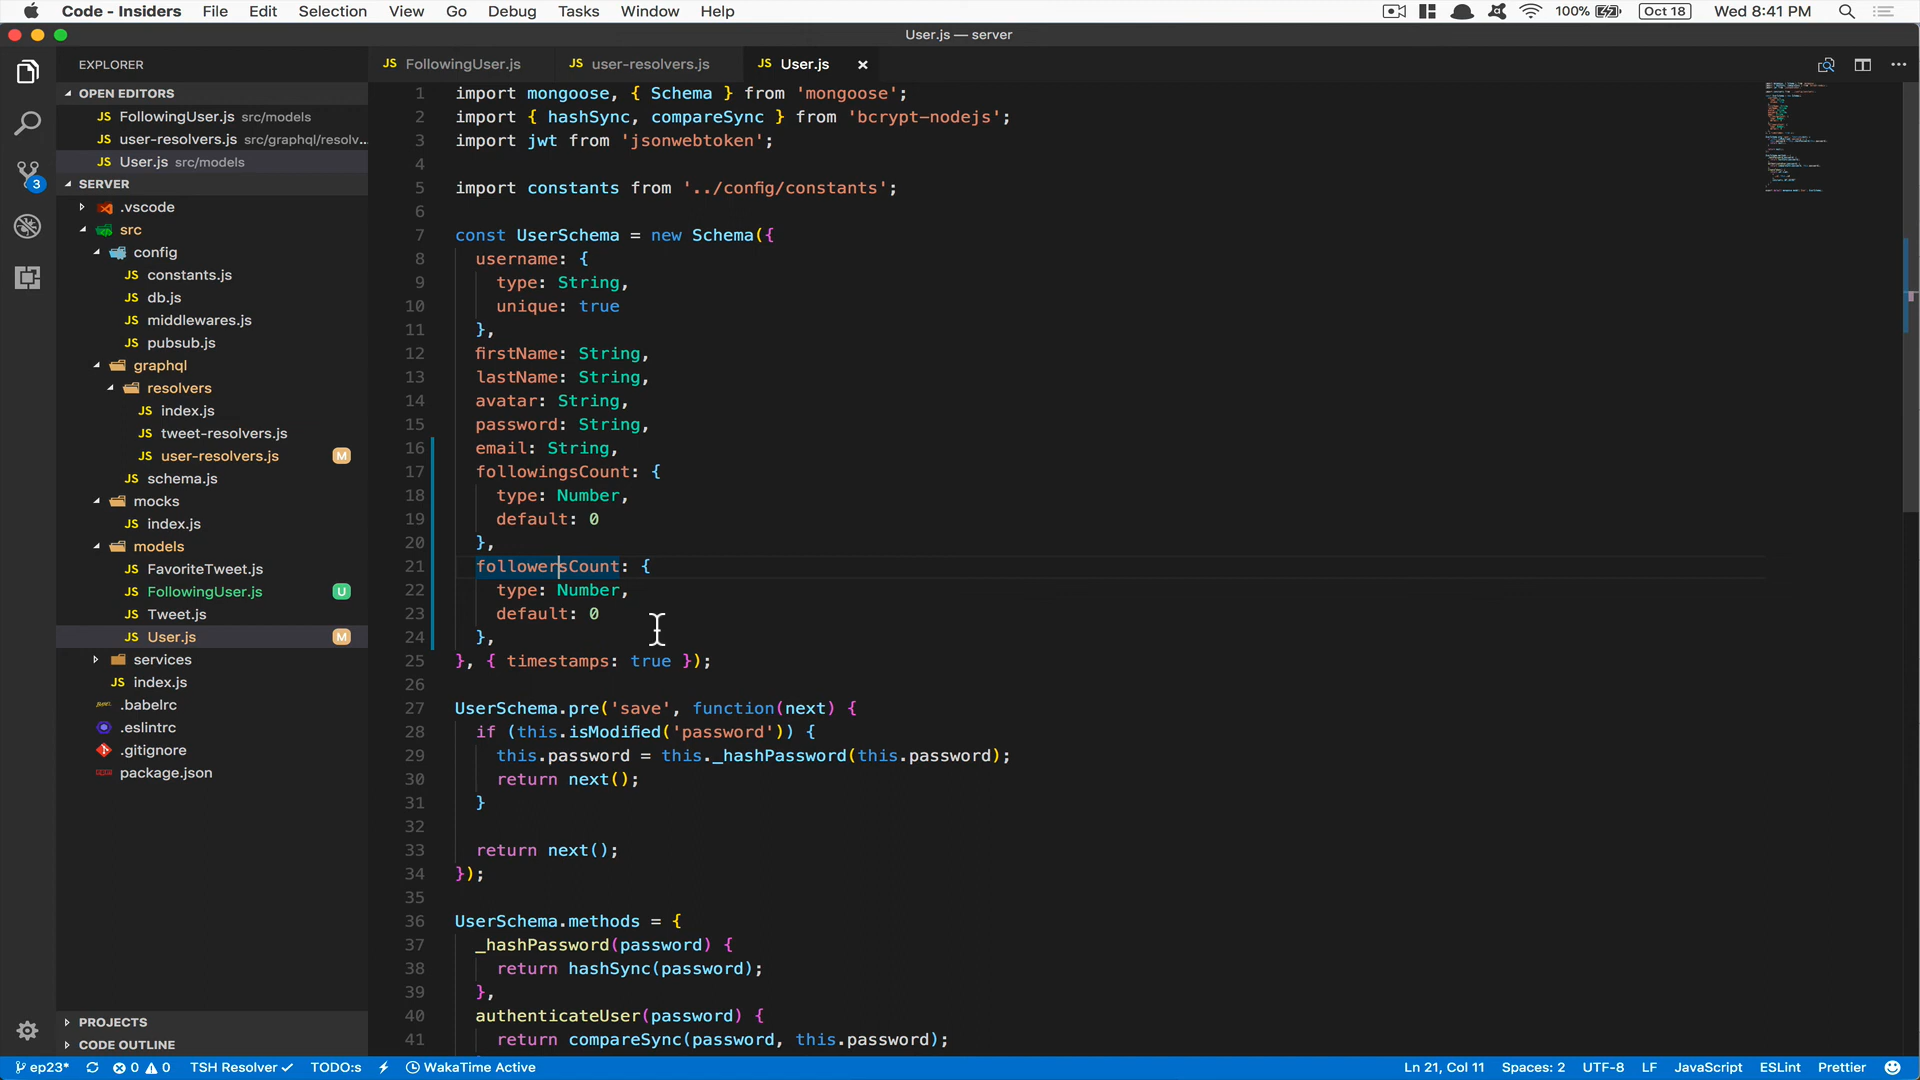 Code - Insiders File Edit Selection View Go Debug Tasks Window Help 100% Oct 18 Wed 8:41 PM
User.js — server
EXPLORER
OPEN EDITORS
JS FollowingUser.js src/models
JS user-resolvers.js src/graphql/resolv...
JS User.js src/models
3
SERVER
.vscode
src
config
JS constants.js
JS db.js
JS middlewares.js
JS pubsub.js
graphql
resolvers
JS index.js
JS tweet-resolvers.js
JS user-resolvers.js M
JS schema.js
mocks
JS index.js
models
JS FavoriteTweet.js
JS FollowingUser.js U
JS Tweet.js
JS User.js M
services
JS index.js
.babelrc
.eslintrc
.gitignore
package.json
PROJECTS
CODE OUTLINE
JS FollowingUser.js JS user-resolvers.js JS User.js
1 import mongoose, { Schema } from 'mongoose';
2 import { hashSync, compareSync } from 'bcrypt-nodejs';
3 import jwt from 'jsonwebtoken';
4
5 import constants from '../config/constants';
6
7 const UserSchema = new Schema({
8 username: {
9 type: String,
10 unique: true
11 },
12 firstName: String,
13 lastName: String,
14 avatar: String,
15 password: String,
16 email: String,
17 followingsCount: {
18 type: Number,
19 default: 0
20 },
21 followersCount: {
22 type: Number,
23 default: 0
24 },
25 }, { timestamps: true });
26
27 UserSchema.pre('save', function(next) {
28 if (this.isModified('password')) {
29 this.password = this._hashPassword(this.password);
30 return next();
31 }
32
33 return next();
34 });
35
36 UserSchema.methods = {
37 _hashPassword(password) {
38 return hashSync(password);
39 },
40 authenticateUser(password) {
41 return compareSync(password, this.password);
ep23* 0 0 TSH Resolver TODO:s WakaTime Active Ln 21, Col 11 Spaces: 2 UTF-8 LF JavaScript ESLint Prettier